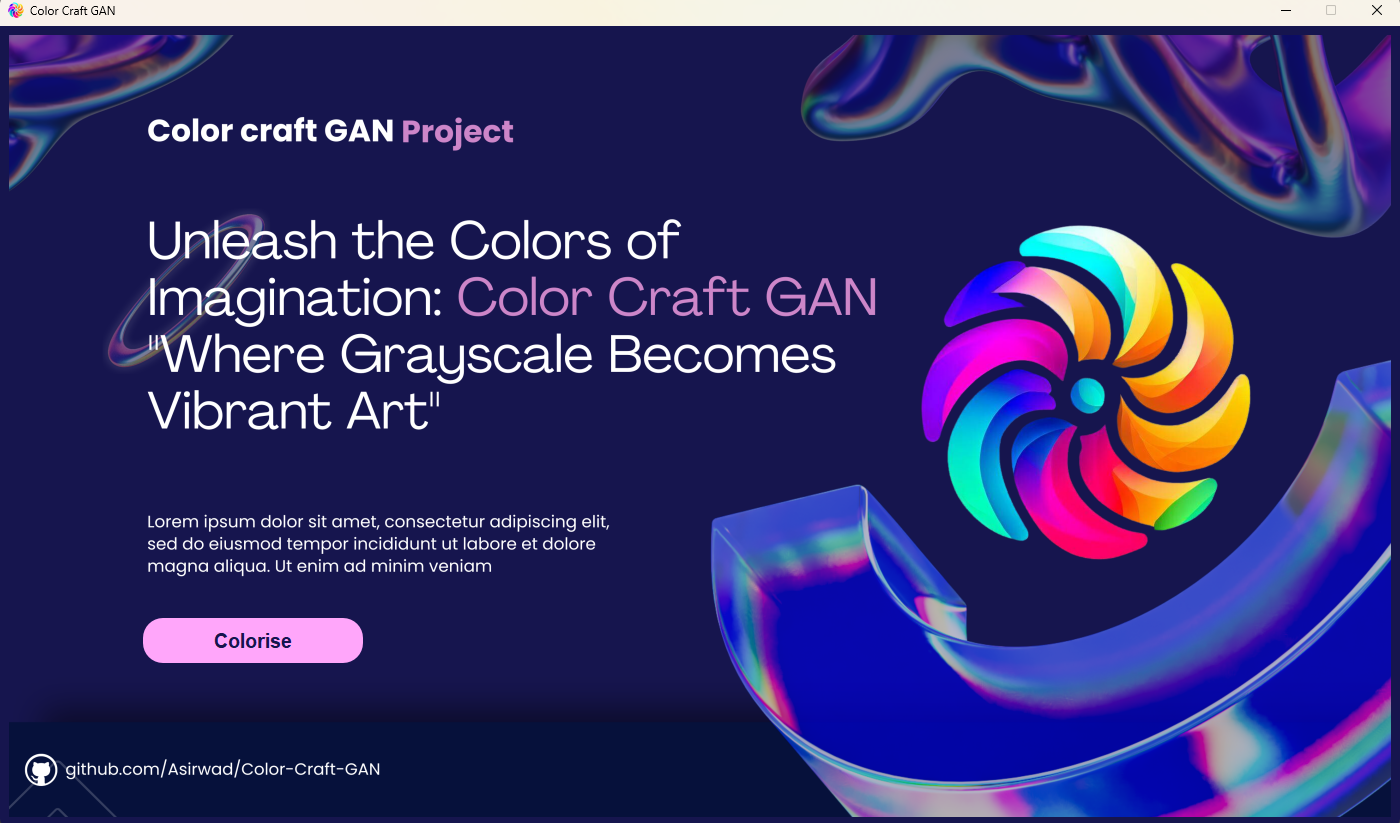 Color Craft GAN
Color craft GAN Project
Unleash the Colors of
Imagination: Color Craft GAN
"Where Grayscale Becomes
Vibrant Art"
Lorem ipsum dolor sit amet, consectetur adipiscing elit,
sed do eiusmod tempor incididunt ut labore et dolore
magna aliqua. Ut enim ad minim veniam
Colorise
github.com/Asirwad/Color-Craft-GAN